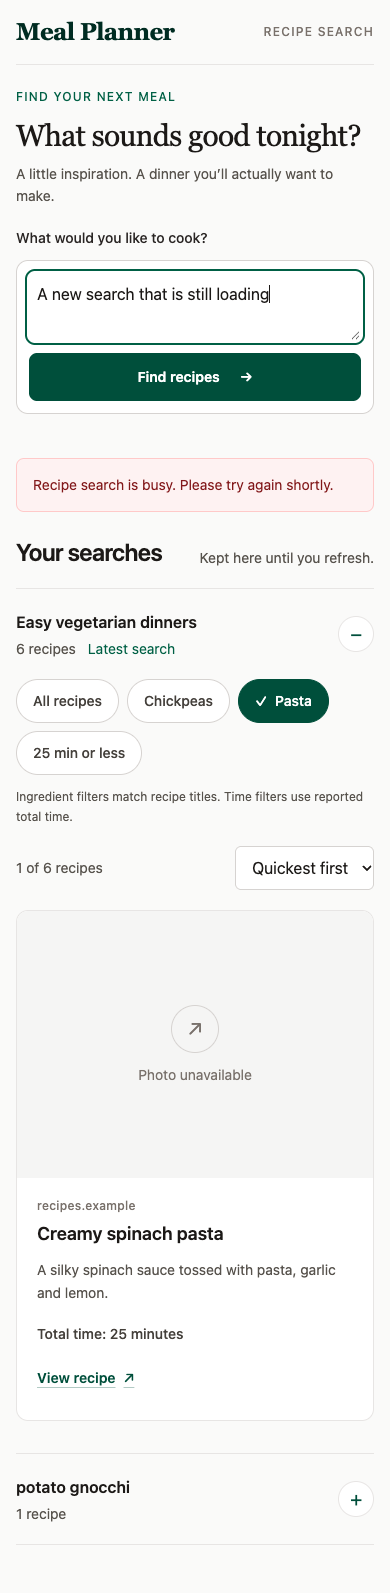 Meal Planner
RECIPE SEARCH
FIND YOUR NEXT MEAL
What sounds good tonight?
A little inspiration. A dinner you’ll actually want to
make.
What would you like to cook?
A new search that is still loading
Find recipes →
Recipe search is busy. Please try again shortly.
Your searches
Kept here until you refresh.
Easy vegetarian dinners
6 recipes Latest search
All recipes
Chickpeas
✓ Pasta
25 min or less
Ingredient filters match recipe titles. Time filters use reported
total time.
1 of 6 recipes
Quickest first
Photo unavailable
recipes.example
Creamy spinach pasta
A silky spinach sauce tossed with pasta, garlic
and lemon.
Total time: 25 minutes
View recipe ↗
potato gnocchi
1 recipe